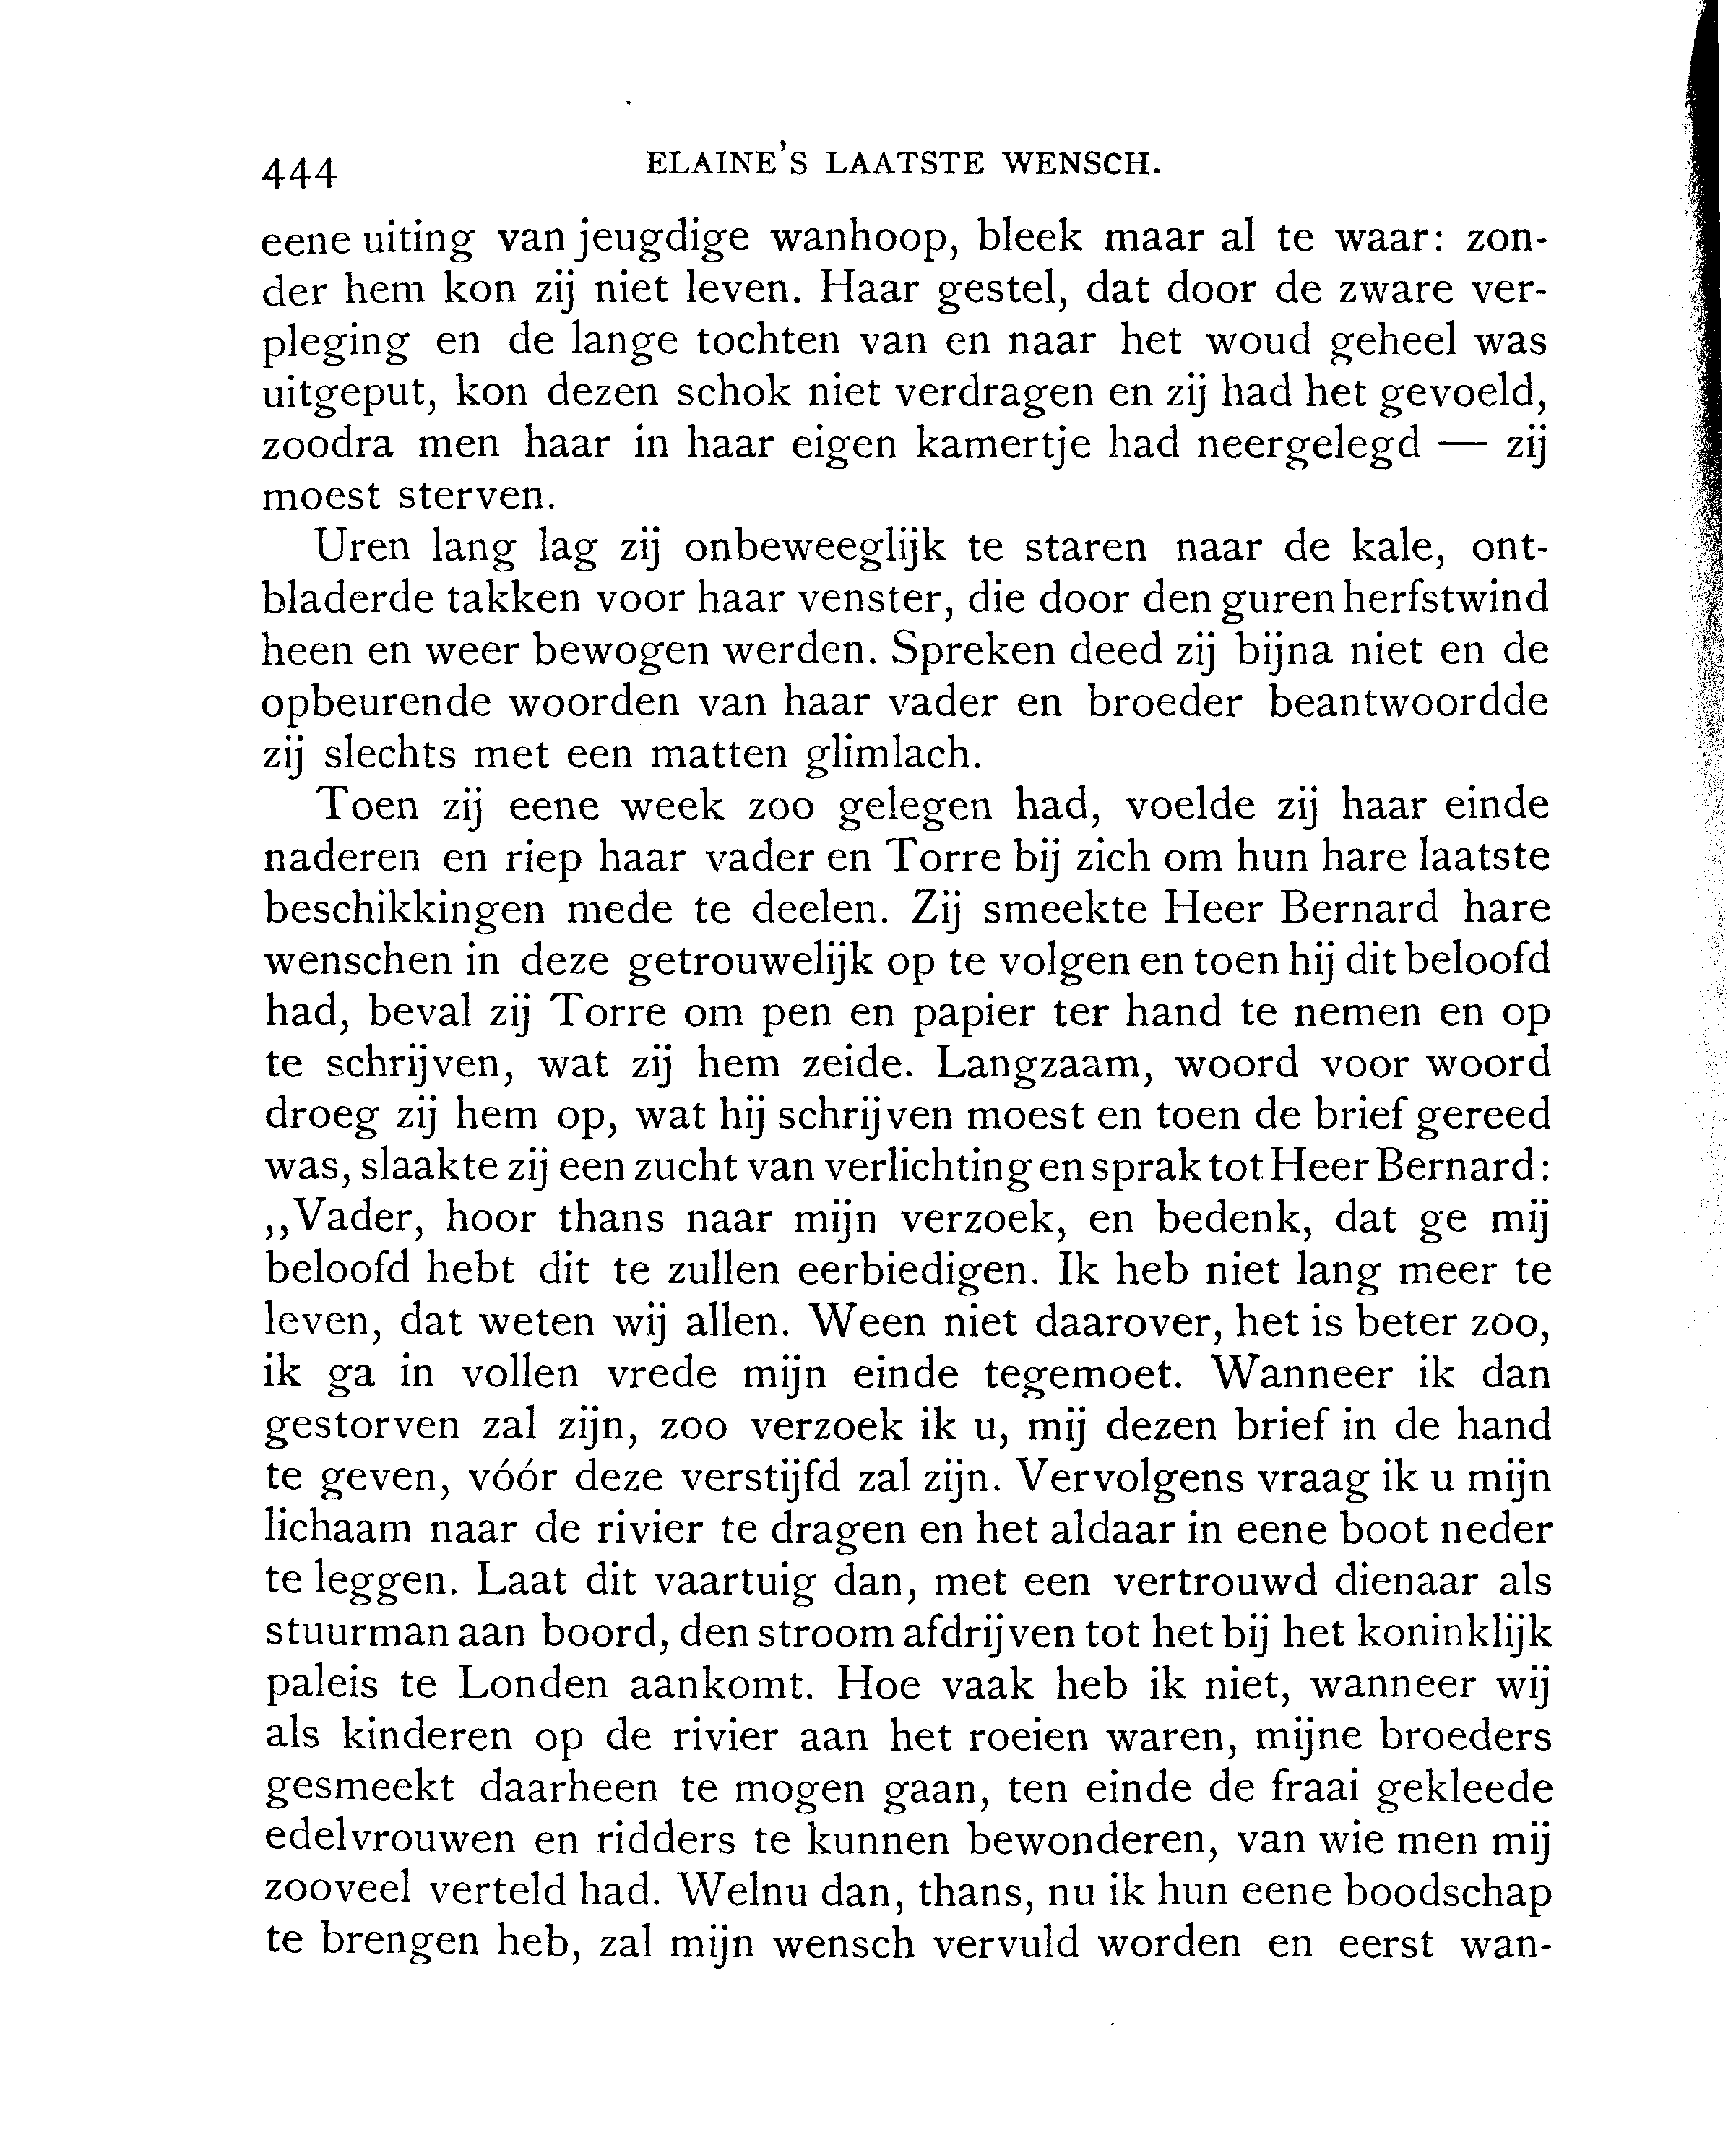 444 ELAINE'S LAATSTE WENSCH.
eene uiting van jeugdige wanhoop, bleek maar al te waar: zon-
der hem kon zij niet leven. Haar gestel, dat door de zware ver-
pleging en de lange tochten van en naar het woud geheel was
uitgeput, kon dezen schok niet verdragen en zij had het gevoeld,
zoodra men haar in haar eigen kamertje had neergelegd — zij
moest sterven.
Uren lang lag zij onbeweeglijk te staren naar de kale, ont-
bladerde takken voor haar venster, die door den guren herfstwind
heen en weer bewogen werden. Spreken deed zij bijna niet en de
opbeurende woorden van haar vader en broeder beantwoordde
zij slechts met een matten glimlach.
Toen zij eene week zoo gelegen had, voelde zij haar einde
naderen en riep haar vader en Torre bij zich om hun hare laatste
beschikkingen mede te deelen. Zij smeekte Heer Bernard hare
wenschen in deze getrouwelijk op te volgen en toen hij dit beloofd
had, beval zij Torre om pen en papier ter hand te nemen en op
te schrijven, wat zij hem zeide. Langzaam, woord voor woord
droeg zij hem op, wat hij schrijven moest en toen de brief gereed
was, slaakte zij een zucht van verlichting en sprak tot Heer Bernard:
,,Vader, hoor thans naar mijn verzoek, en bedenk, dat ge mij
beloofd hebt dit te zullen eerbiedigen. Ik heb niet lang meer te
leven, dat weten wij allen. Ween niet daarover, het is beter zoo,
ik ga in vollen vrede mijn einde tegemoet. Wanneer ik dan
gestorven zal zijn, zoo verzoek ik u, mij dezen brief in de hand
te geven, vóór deze verstijfd zal zijn. Vervolgens vraag ik u mijn
lichaam naar de rivier te dragen en het aldaar in eene boot neder
te leggen. Laat dit vaartuig dan, met een vertrouwd dienaar als
stuurman aan boord, den stroom afdrijven tot het bij het koninklijk
paleis te Londen aankomt. Hoe vaak heb ik niet, wanneer wij
als kinderen op de rivier aan het roeien waren, mijne broeders
gesmeekt daarheen te mogen gaan, ten einde de fraai gekleede
edelvrouwen en ridders te kunnen bewonderen, van wie men mij
zooveel verteld had. Welnu dan, thans, nu ik hun eene boodschap
te brengen heb, zal mijn wensch vervuld worden en eerst wan-